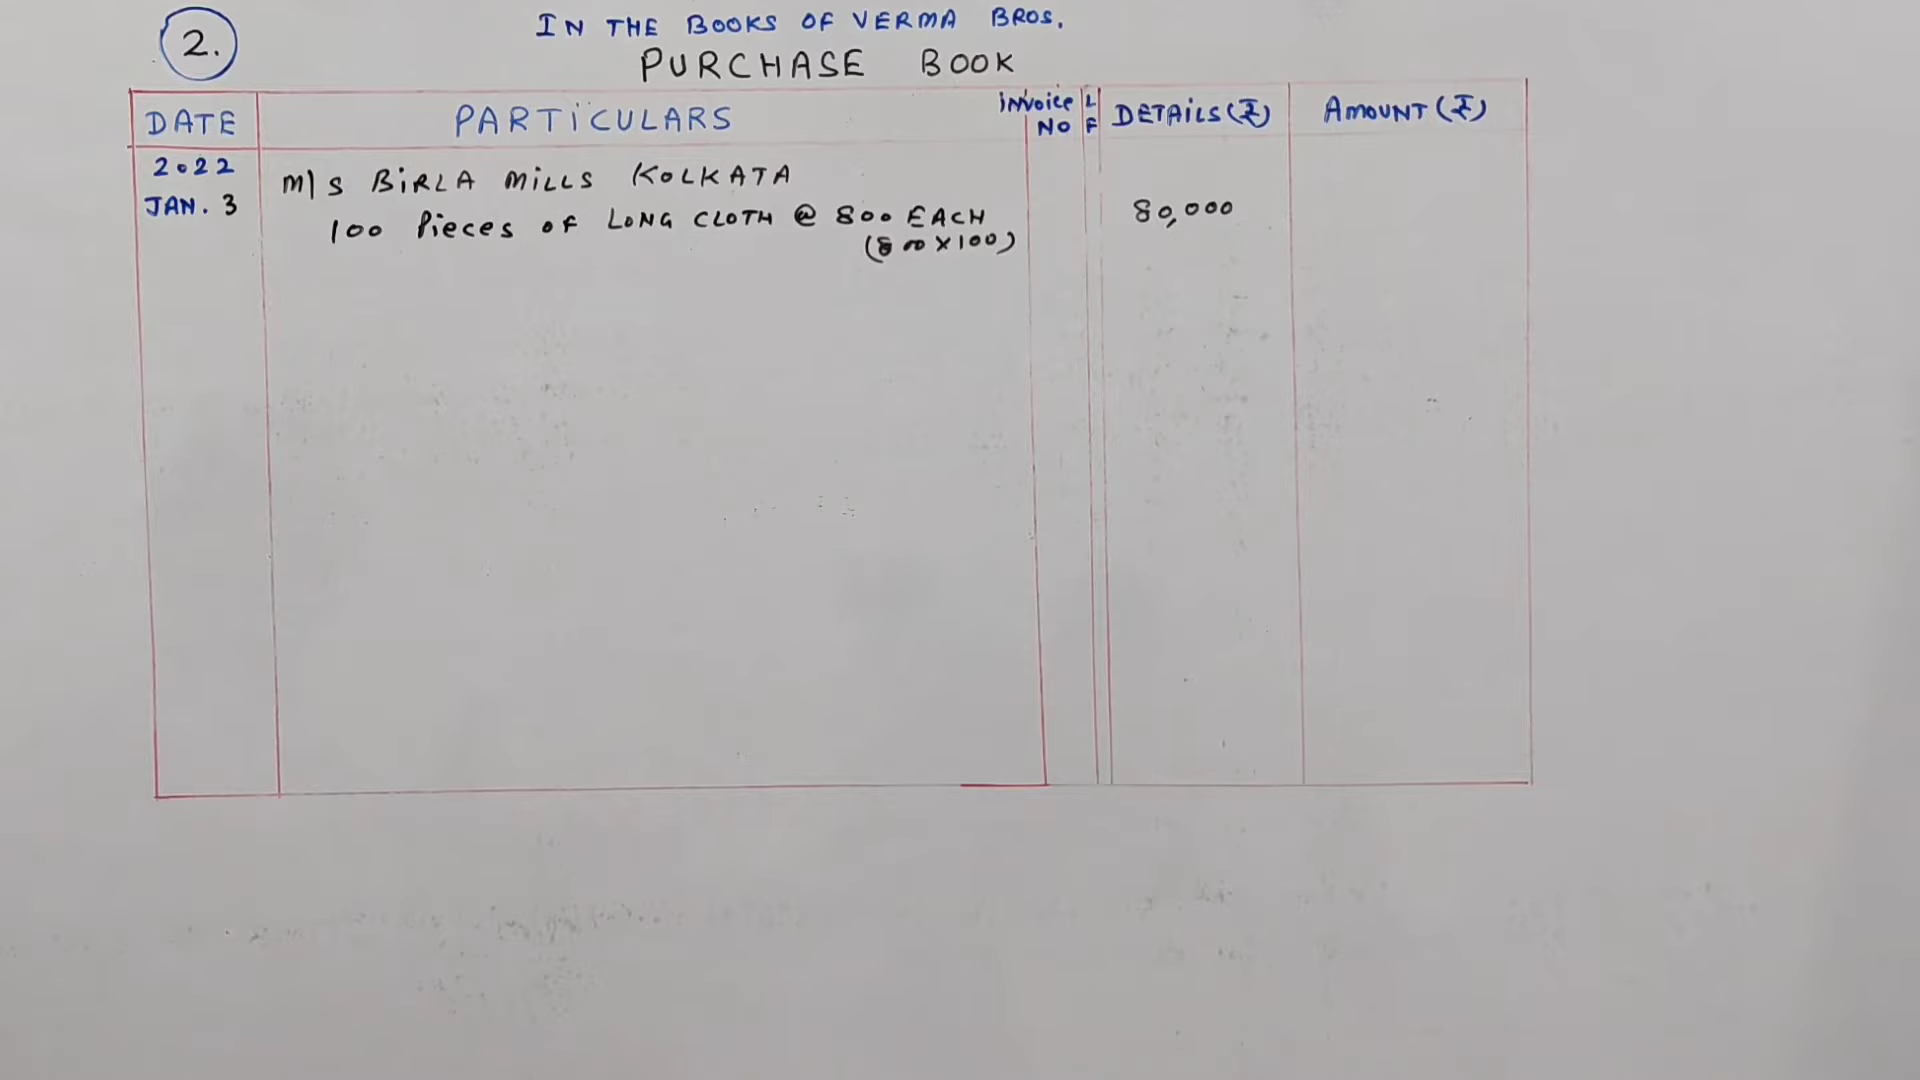 2.
IN THE BOOKS OF VERMA BROS.
PURCHASE BOOK
DATE PARTICULARS Invoice NO L F DETAILS(₹) AMOUNT(₹)
2022
JAN. 3
M/S BIRLA MILLS KOLKATA
100 Pieces OF LONG CLOTH @ 800 EACH 80,000
(800×100)